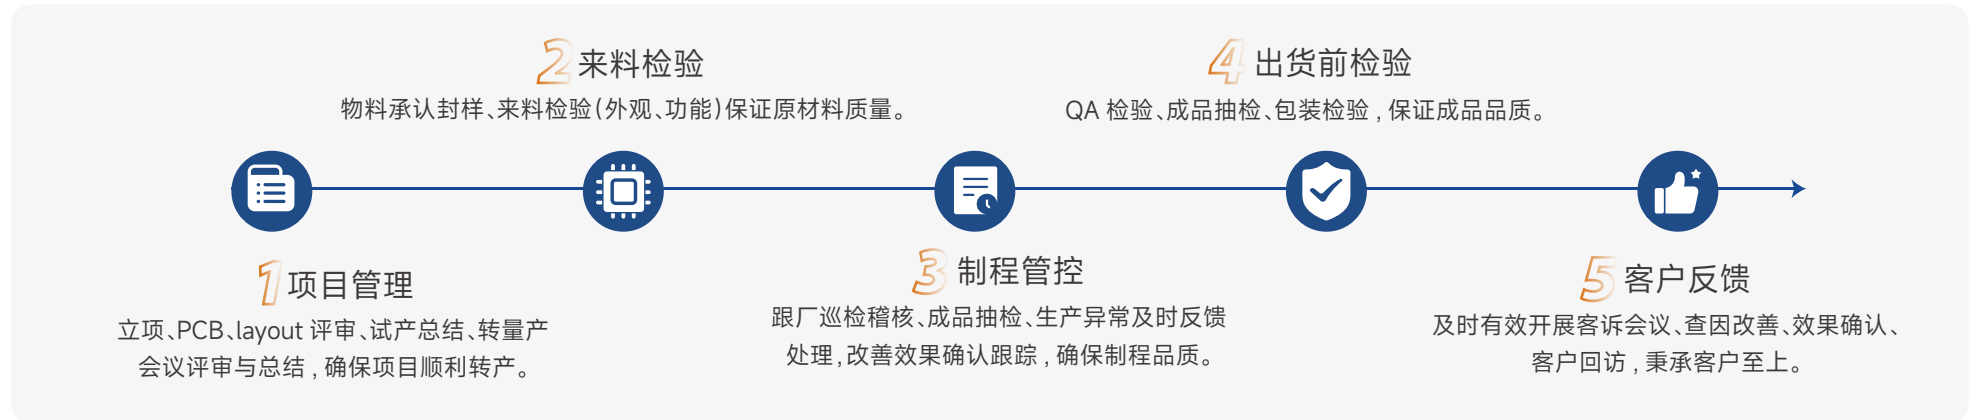 1 项目管理
立项、PCB、layout 评审、试产总结、转量产
会议评审与总结，确保项目顺利转产。
2 来料检验
物料承认封样、来料检验（外观、功能）保证原材料质量。
3 制程管控
跟厂巡检稽核、成品抽检、生产异常及时反馈
处理，改善效果确认跟踪，确保制程品质。
4 出货前检验
QA 检验、成品抽检、包装检验，保证成品品质。
5 客户反馈
及时有效开展客诉会议、查因改善、效果确认、
客户回访，秉承客户至上。